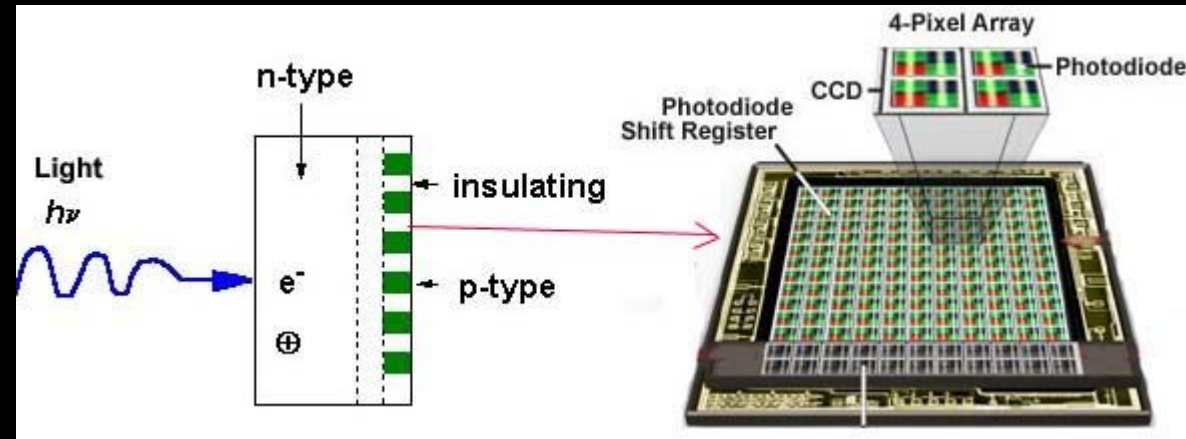 n-type
Light
hν
insulating
e-
⊕
p-type
4-Pixel Array
CCD
Photodiode
Photodiode
Shift Register